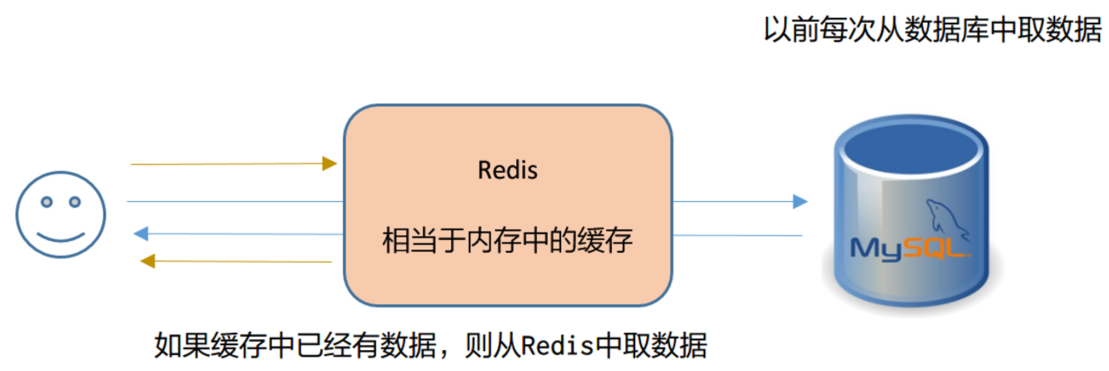 以前每次从数据库中取数据
Redis
相当于内存中的缓存
MySQL
如果缓存中已经有数据，则从Redis中取数据